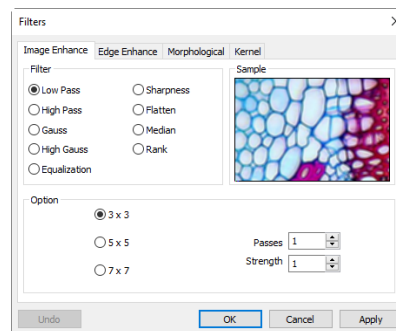 Filters
Image Enhance Edge Enhance Morphological Kernel
Filter
Sample
Low Pass Sharpness
High Pass Flatten
Gauss Median
High Gauss Rank
Equalization
Option
3 x 3
5 x 5 Passes 1
7 x 7 Strength 1
Undo OK Cancel Apply